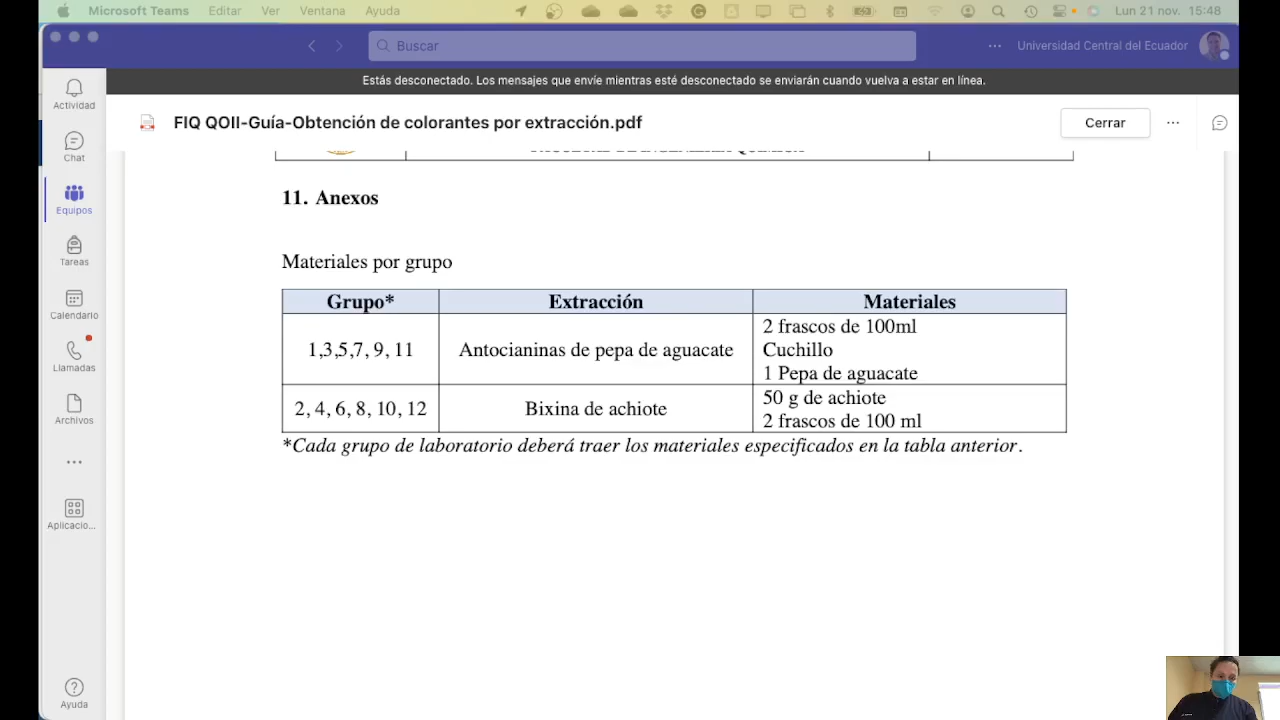 Microsoft Teams Editar Ver Ventana Ayuda Lun 21 nov. 15:48
Buscar
Universidad Central del Ecuador
Estás desconectado. Los mensajes que envíe mientras esté desconectado se enviarán cuando vuelva a estar en línea.
Actividad
Chat
Equipos
Tareas
Calendario
Llamadas
Archivos
Aplicacio...
Ayuda
FIQ QOII-Guía-Obtención de colorantes por extracción.pdf
Cerrar
11. Anexos
Materiales por grupo
Grupo* Extracción Materiales
1,3,5,7, 9, 11 Antocianinas de pepa de aguacate 2 frascos de 100ml
Cuchillo
1 Pepa de aguacate
2, 4, 6, 8, 10, 12 Bixina de achiote 50 g de achiote
2 frascos de 100 ml
*Cada grupo de laboratorio deberá traer los materiales especificados en la tabla anterior.